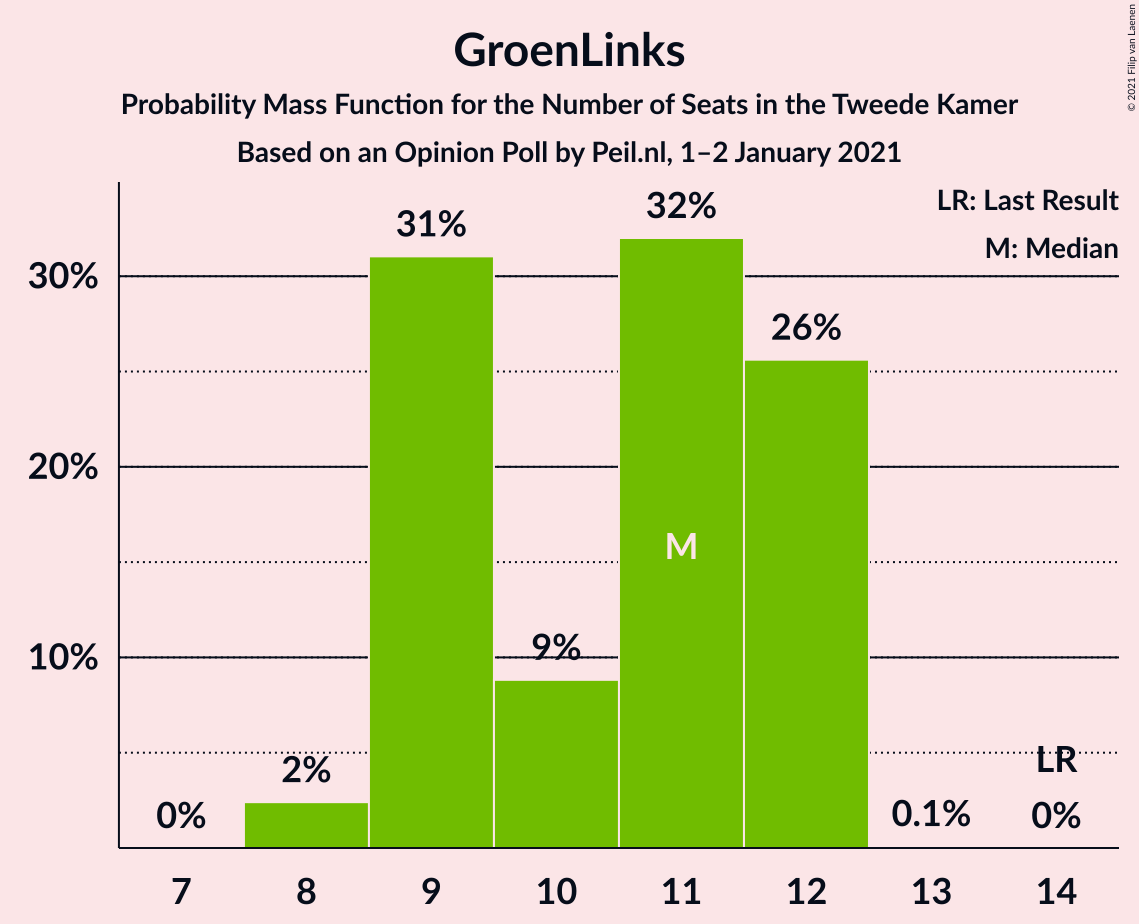 GroenLinks
Probability Mass Function for the Number of Seats in the Tweede Kamer
Based on an Opinion Poll by Peil.nl, 1–2 January 2021
© 2021 Filip van Laenen
LR: Last Result
M: Median
30%
20%
10%
0%
2%
31%
9%
32%
M
26%
0.1%
LR
0%
7 8 9 10 11 12 13 14